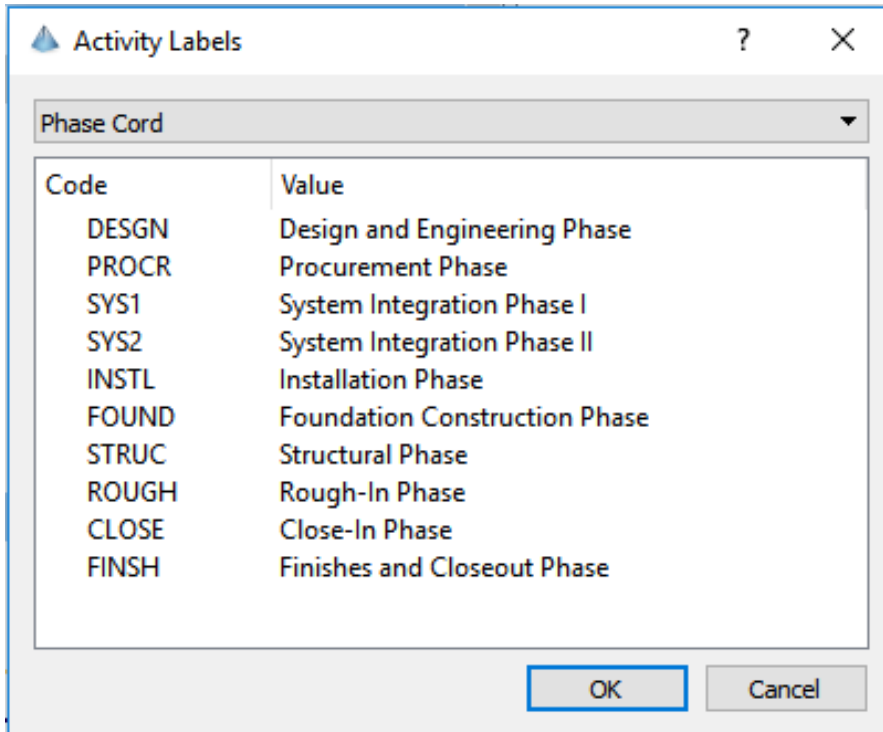 Activity Labels ?
Phase Cord
Code Value
DESGN Design and Engineering Phase
PROCR Procurement Phase
SYS1 System Integration Phase I
SYS2 System Integration Phase II
INSTL Installation Phase
FOUND Foundation Construction Phase
STRUC Structural Phase
ROUGH Rough-In Phase
CLOSE Close-In Phase
FINSH Finishes and Closeout Phase
OK Cancel